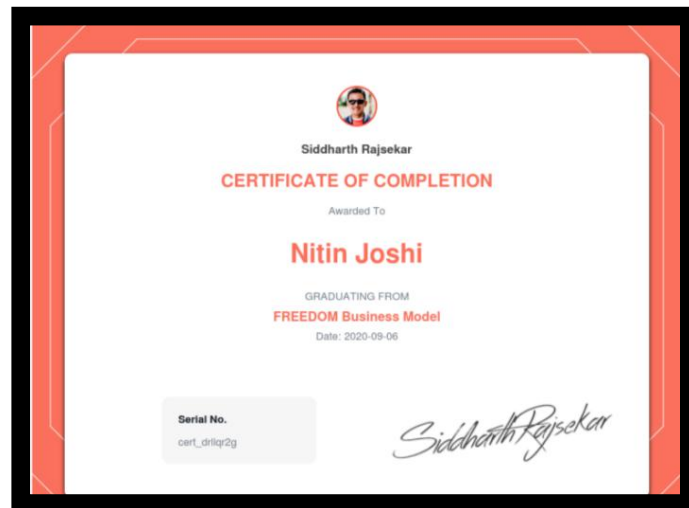 Siddharth Rajsekar
CERTIFICATE OF COMPLETION
Awarded To
Nitin Joshi
GRADUATING FROM
FREEDOM Business Model
Date: 2020-09-06
Serial No.
cert_drllqr2g
Siddharth Rajsekar